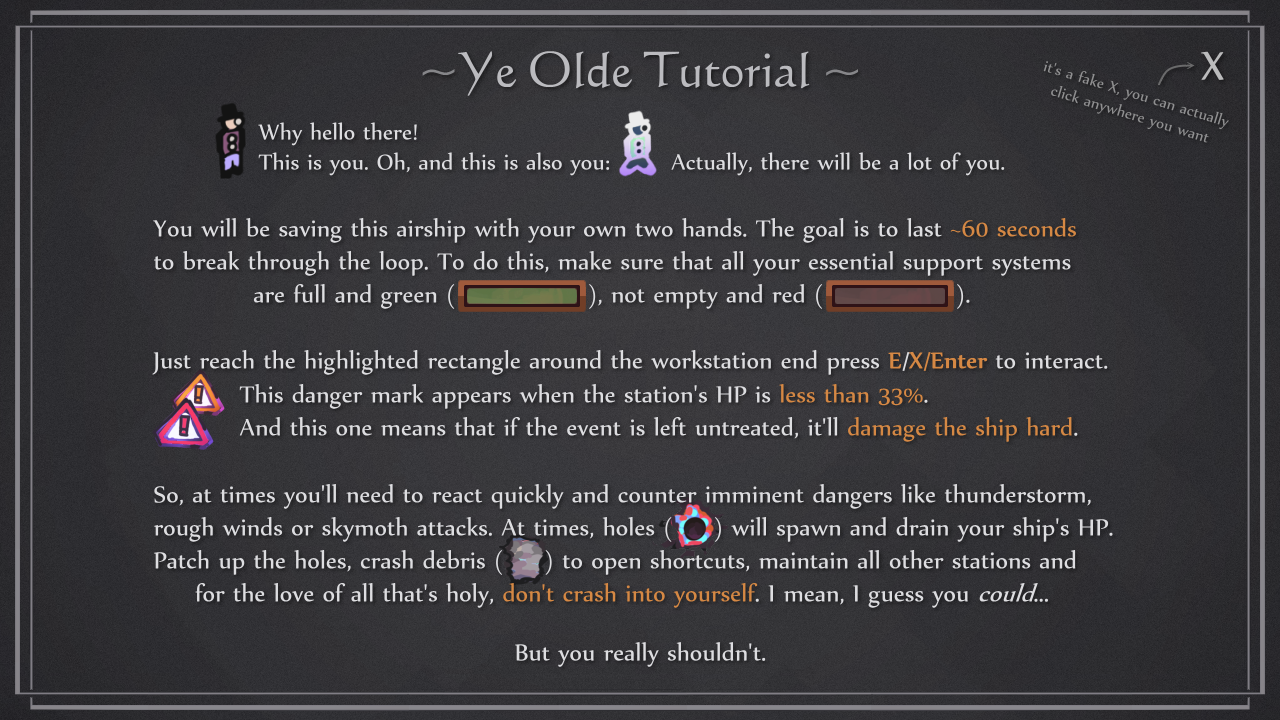 ~Ye Olde Tutorial ~
X
it's a fake X, you can actually
click anywhere you want
Why hello there!
This is you. Oh, and this is also you: Actually, there will be a lot of you.
You will be saving this airship with your own two hands. The goal is to last ~60 seconds
to break through the loop. To do this, make sure that all your essential support systems
are full and green ( ), not empty and red ( ).
Just reach the highlighted rectangle around the workstation end press E/X/Enter to interact.
This danger mark appears when the station's HP is less than 33%.
And this one means that if the event is left untreated, it'll damage the ship hard.
So, at times you'll need to react quickly and counter imminent dangers like thunderstorm,
rough winds or skymoth attacks. At times, holes ( ) will spawn and drain your ship's HP.
Patch up the holes, crash debris ( ) to open shortcuts, maintain all other stations and
for the love of all that's holy, don't crash into yourself. I mean, I guess you could...
But you really shouldn't.